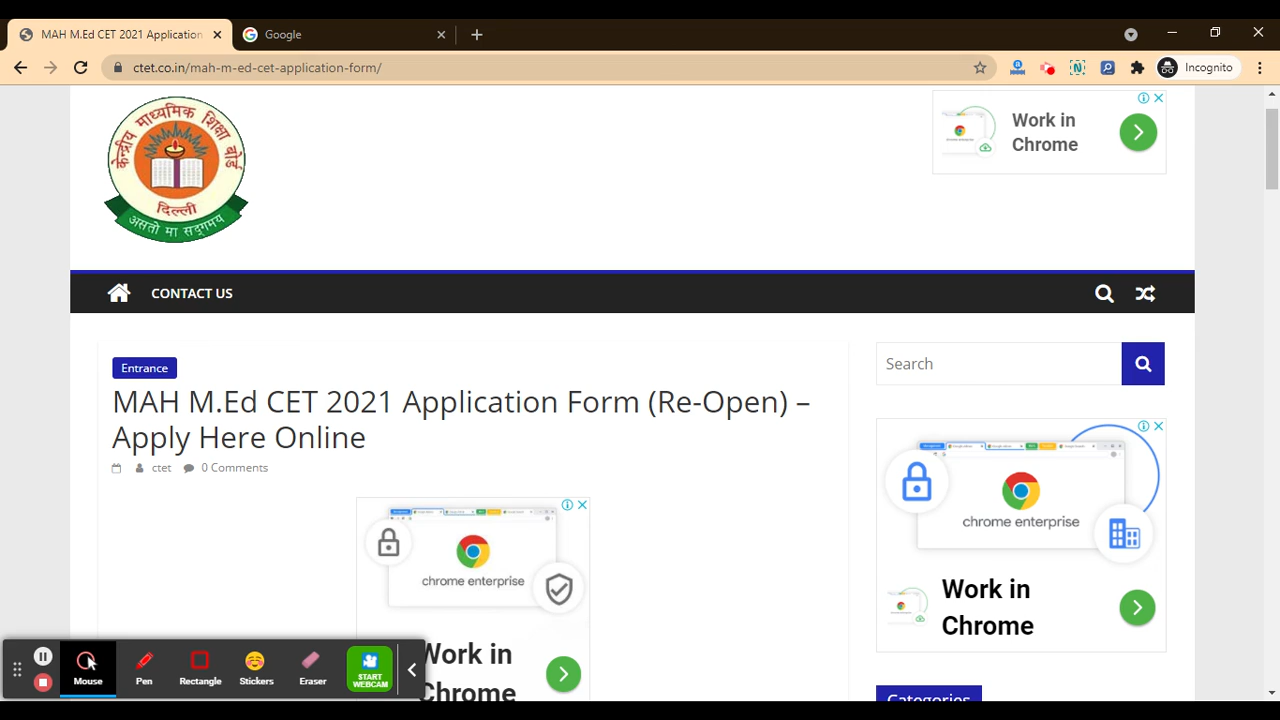 MAH M.Ed CET 2021 Application
Google
ctet.co.in/mah-m-ed-cet-application-form/
Incognito
केन्द्रीय माध्यमिक शिक्षा बोर्ड
दिल्ली
असतो मा सद्गमय
Work in
Chrome
CONTACT US
Entrance
MAH M.Ed CET 2021 Application Form (Re-Open) –
Apply Here Online
ctet
0 Comments
Search
chrome enterprise
Work in
Chrome
chrome enterprise
Work in
Chrome
Categories
Mouse
Pen
Rectangle
Stickers
Eraser
START
WEBCAM